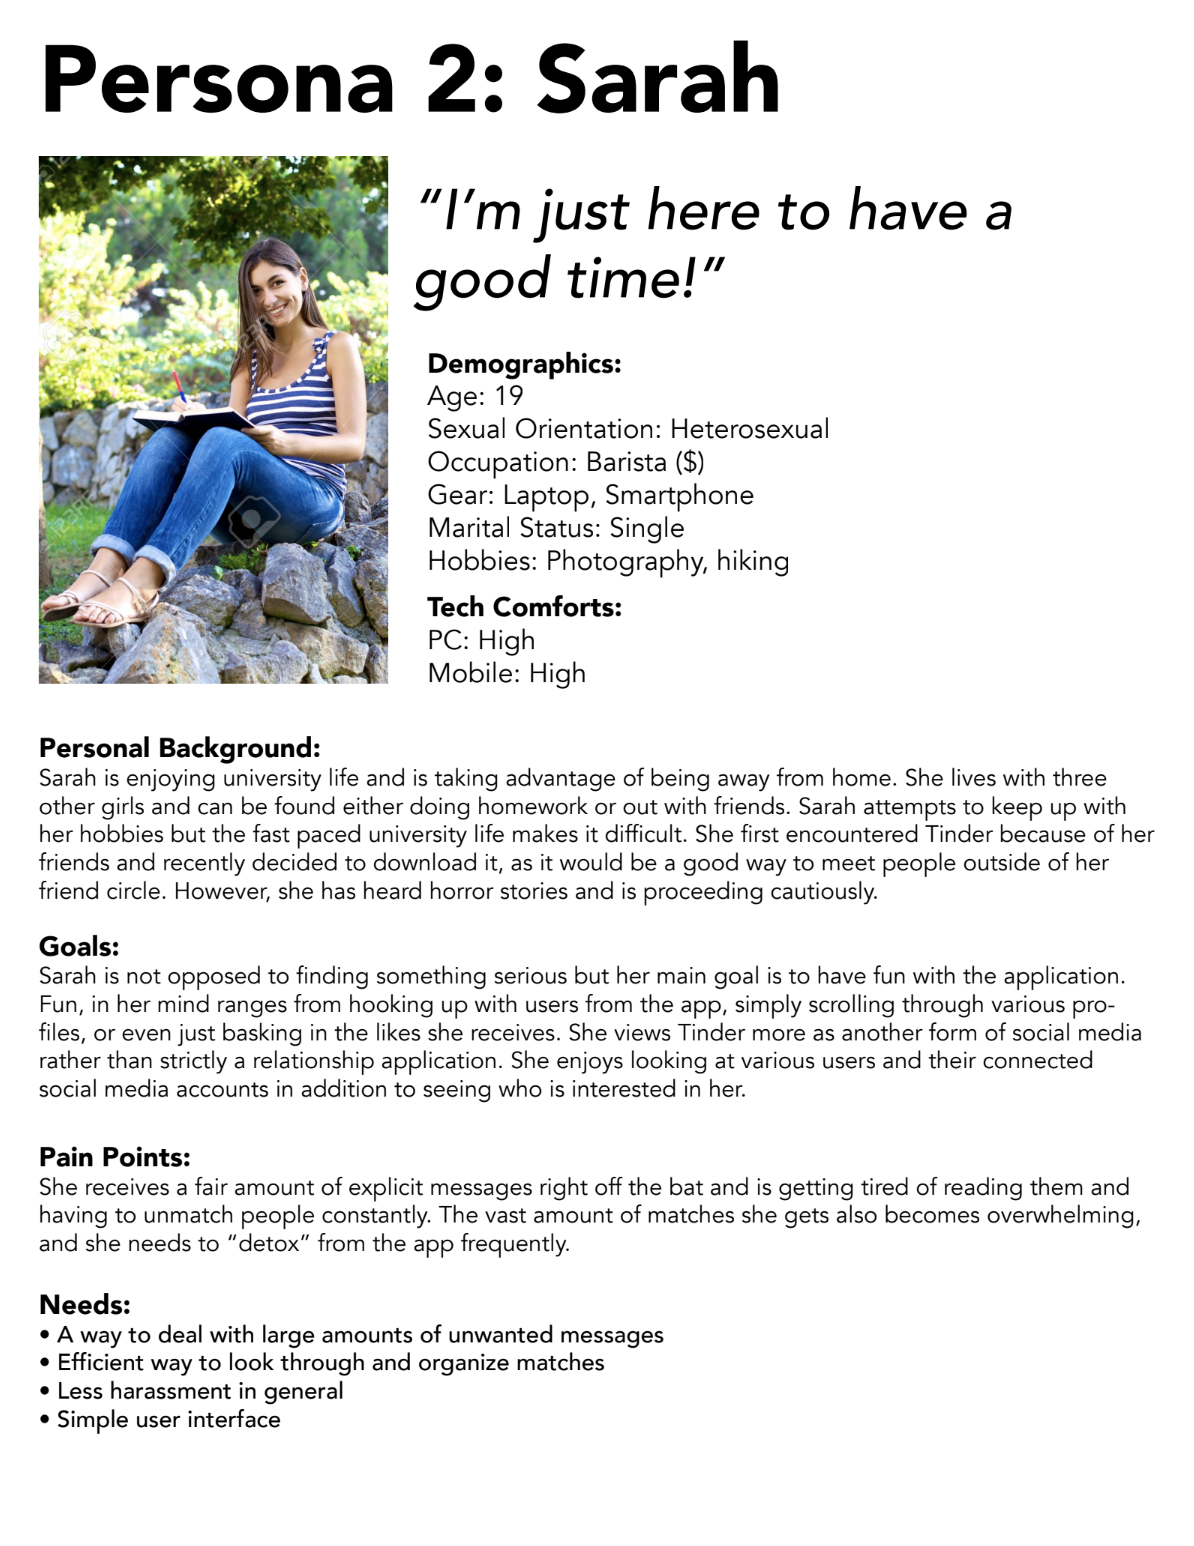 Persona 2: Sarah
“I’m just here to have a
good time!”
Demographics:
Age: 19
Sexual Orientation: Heterosexual
Occupation: Barista ($)
Gear: Laptop, Smartphone
Marital Status: Single
Hobbies: Photography, hiking
Tech Comforts:
PC: High
Mobile: High
Personal Background:
Sarah is enjoying university life and is taking advantage of being away from home. She lives with three
other girls and can be found either doing homework or out with friends. Sarah attempts to keep up with
her hobbies but the fast paced university life makes it difficult. She first encountered Tinder because of her
friends and recently decided to download it, as it would be a good way to meet people outside of her
friend circle. However, she has heard horror stories and is proceeding cautiously.
Goals:
Sarah is not opposed to finding something serious but her main goal is to have fun with the application.
Fun, in her mind ranges from hooking up with users from the app, simply scrolling through various pro-
files, or even just basking in the likes she receives. She views Tinder more as another form of social media
rather than strictly a relationship application. She enjoys looking at various users and their connected
social media accounts in addition to seeing who is interested in her.
Pain Points:
She receives a fair amount of explicit messages right off the bat and is getting tired of reading them and
having to unmatch people constantly. The vast amount of matches she gets also becomes overwhelming,
and she needs to “detox” from the app frequently.
Needs:
• A way to deal with large amounts of unwanted messages
• Efficient way to look through and organize matches
• Less harassment in general
• Simple user interface